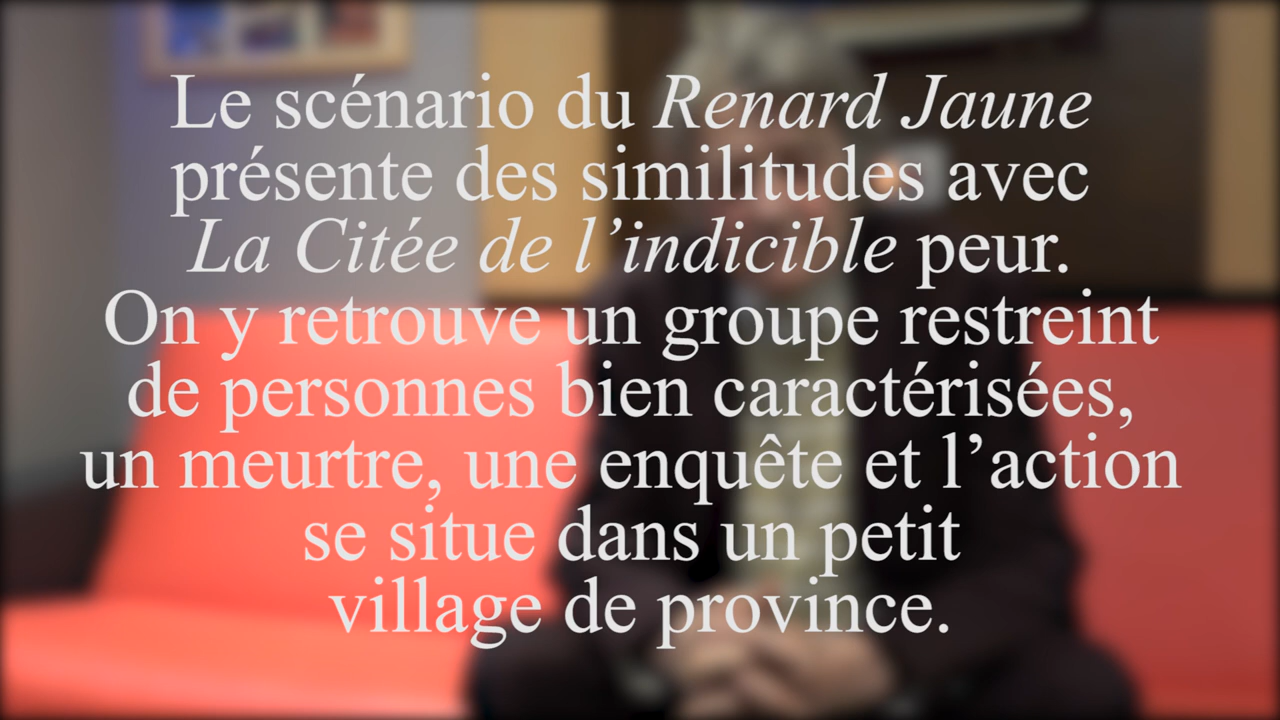 Le scénario du Renard Jaune
présente des similitudes avec
La Citée de l’indicible peur.
On y retrouve un groupe restreint
de personnes bien caractérisées,
un meurtre, une enquête et l’action
se situe dans un petit
village de province.